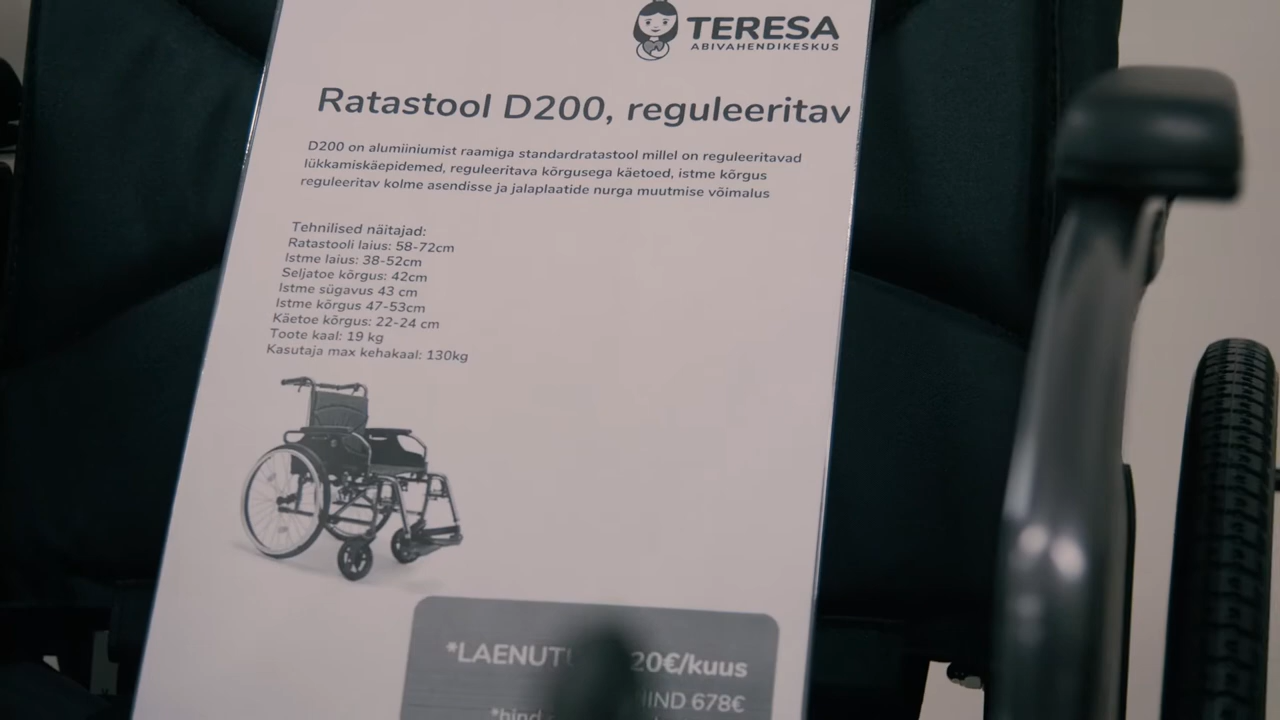 TERESA
ABIVAHENDIKESKUS
Ratastool D200, reguleeritav
D200 on alumiiniumist raamiga standardratastool millel on reguleeritavad
lükkamiskäepidemed, reguleeritava kõrgusega käetoed, istme kõrgus
reguleeritav kolme asendisse ja jalaplaatide nurga muutmise võimalus
Tehnilised näitajad:
Ratastooli laius: 58-72cm
Istme laius: 38-52cm
Seljatoe kõrgus: 42cm
Istme sügavus 43 cm
Istme kõrgus 47-53cm
Käetoe kõrgus: 22-24 cm
Toote kaal: 19 kg
Kasutaja max kehakaal: 130kg
20€/kuus
678€
*hind